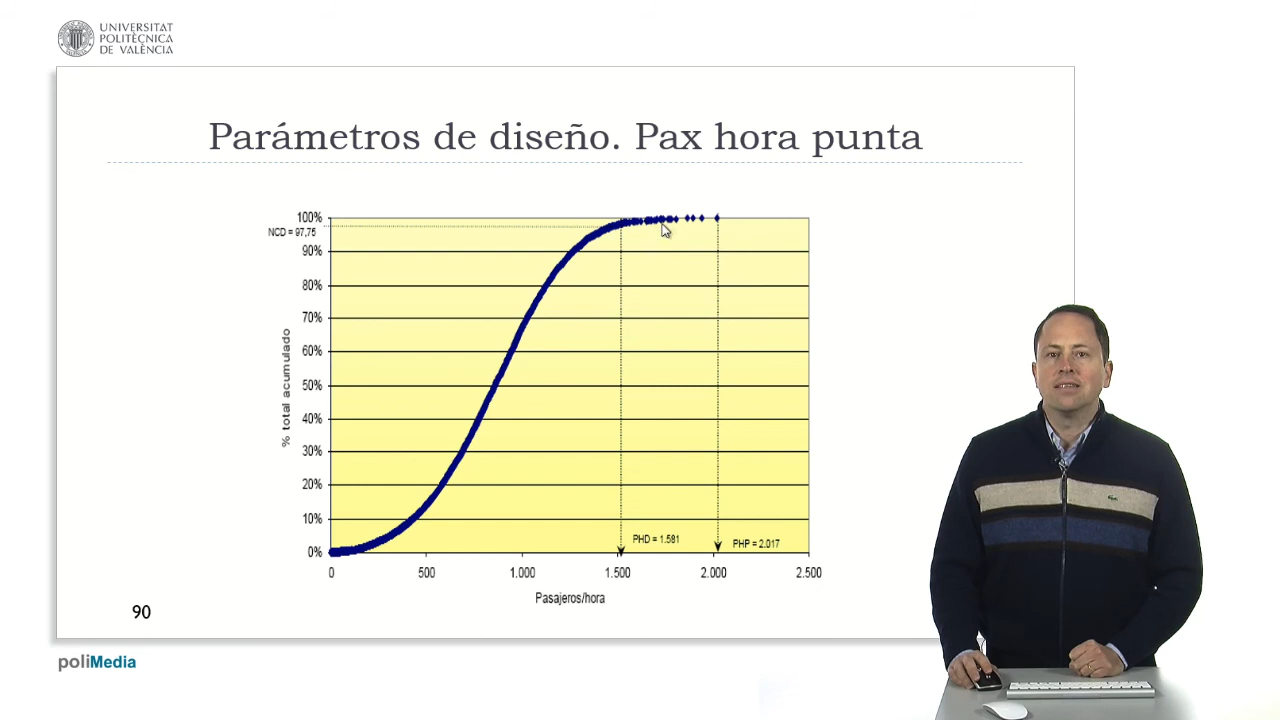 UNIVERSITAT
POLITÈCNICA
DE VALÈNCIA
Parámetros de diseño. Pax hora punta
100%
NCD = 97,75
90%
80%
70%
60%
50%
40%
30%
20%
10%
0%
% total acumulado
PHD = 1.581
PHP = 2.017
0
500
1.000
1.500
2.000
2.500
Pasajeros/hora
90
poliMedia